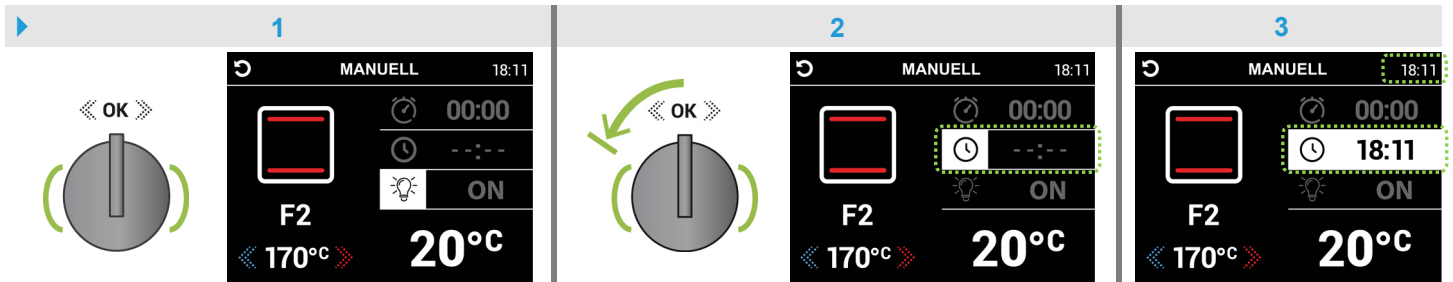 1
2
3
OK
MANUELL 18:11
00:00
--:--
ON
F2
170°C
20°C
OK
MANUELL 18:11
00:00
--:--
ON
F2
170°C
20°C
MANUELL 18:11
00:00
18:11
ON
F2
170°C
20°C